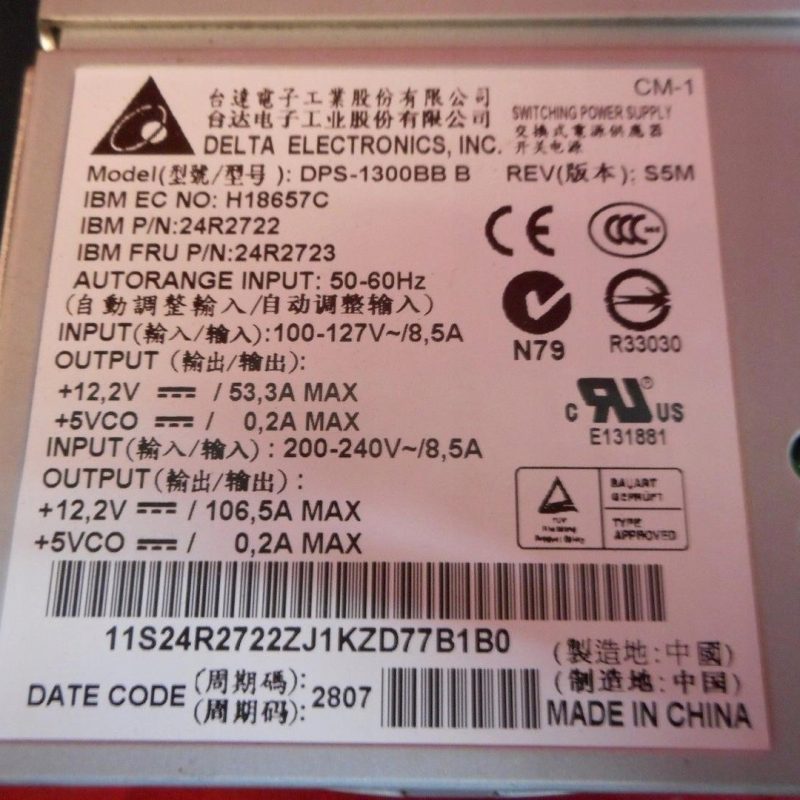 CM-1
台達電子工業股份有限公司
台达电子工业股份有限公司
DELTA ELECTRONICS, INC.
SWITCHING POWER SUPPLY
交換式電源供應器
开关电源
Model(型號/型号): DPS-1300BB B REV(版本): S5M
IBM EC NO: H18657C
IBM P/N:24R2722
IBM FRU P/N:24R2723
AUTORANGE INPUT: 50-60Hz
(自動調整輸入/自动调整输入)
INPUT(輸入/输入):100-127V~/8,5A
OUTPUT (輸出/输出):
+12,2V ⎓ / 53,3A MAX
+5VCO ⎓ / 0,2A MAX
INPUT(輸入/输入) : 200-240V~/8,5A
OUTPUT(輸出/输出) :
+12,2V ⎓ / 106,5A MAX
+5VCO ⎓ / 0,2A MAX
CE
CCC
N79
R33030
c RU ® US
E131881
BAUART
GEPRÜFT
TYPE
APPROVED
TÜV
11S24R2722ZJ1KZD77B1B0
(製造地:中國)
(制造地:中国)
MADE IN CHINA
DATE CODE (周期碼): 2807
(周期码):